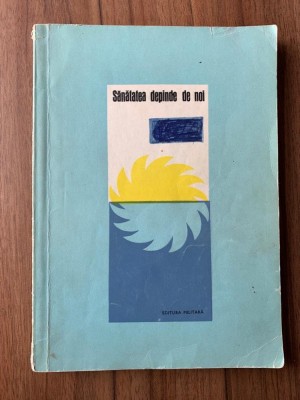 Sănătatea depinde de noi
EDITURA MILITARĂ